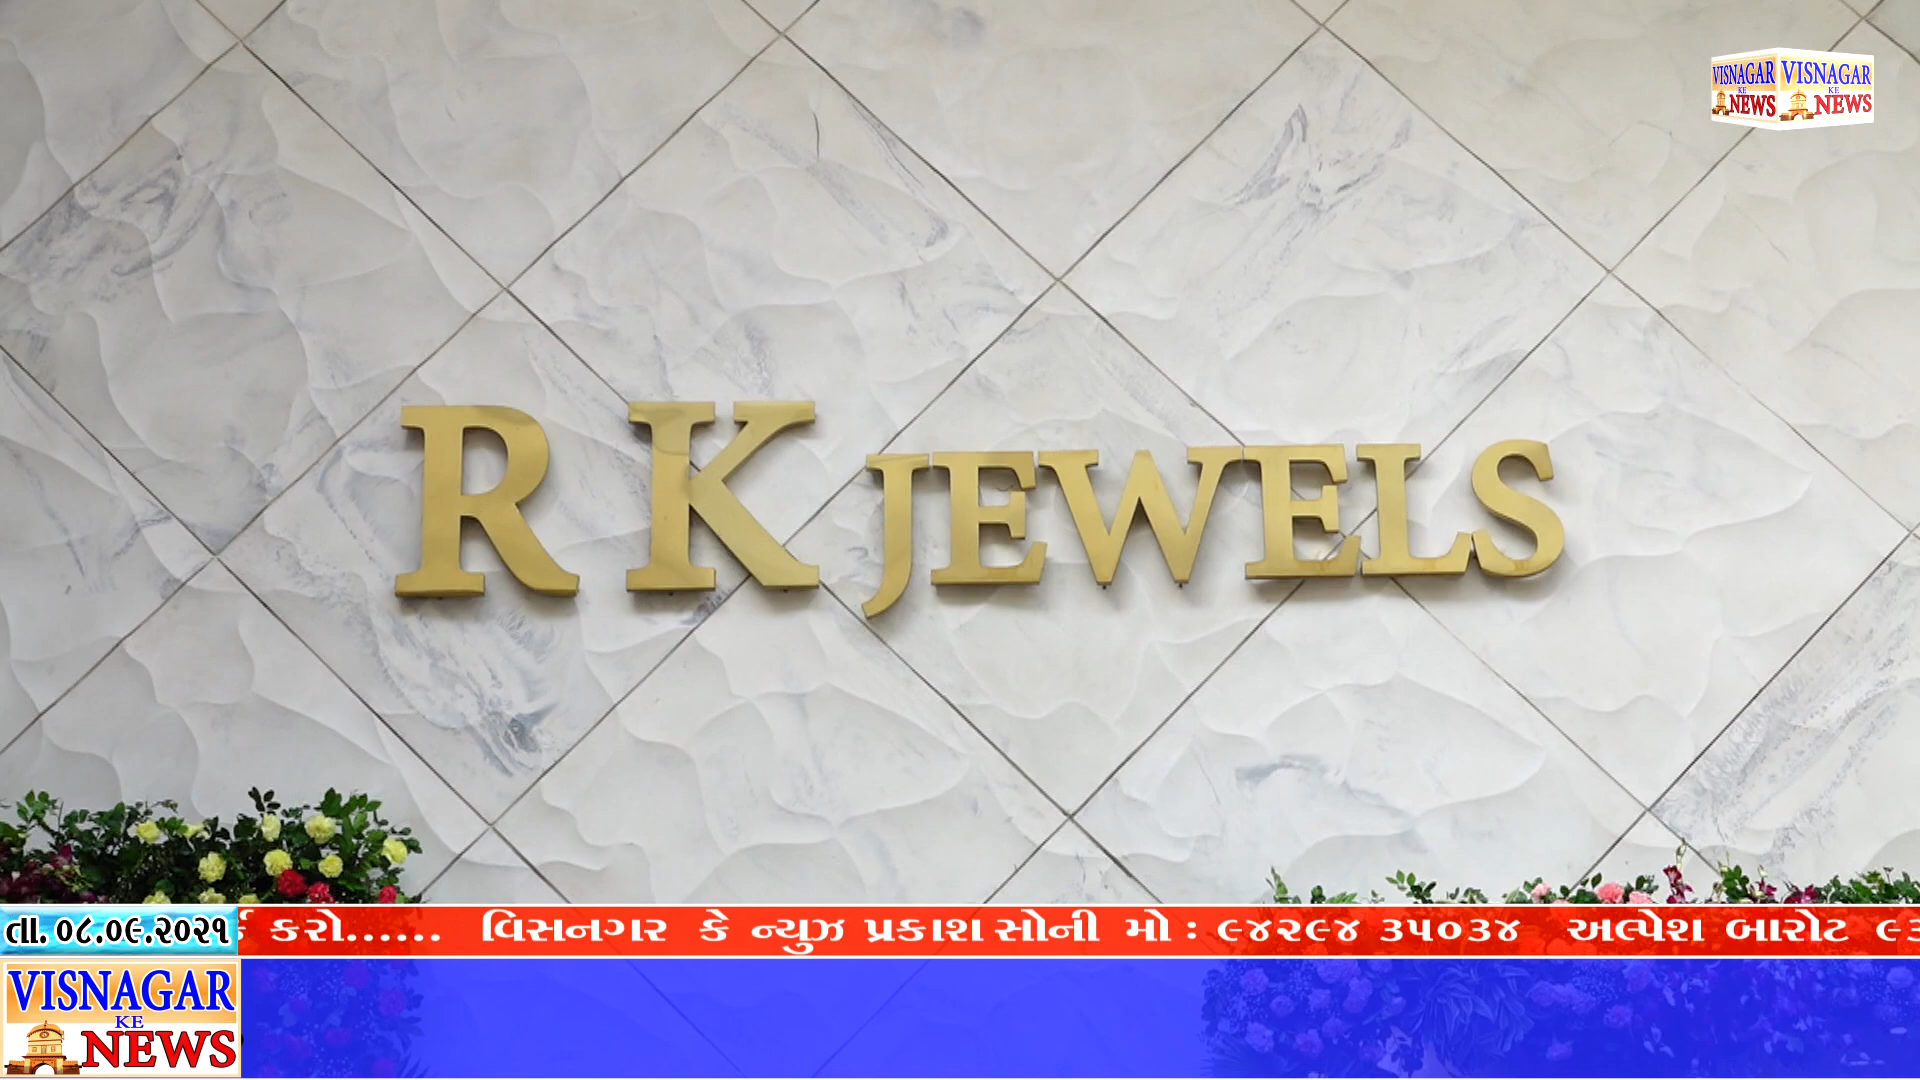 VISNAGAR KE NEWS
VISNAGAR KE NEWS
R K JEWELS
તા. ૦૮.૦૯.૨૦૨૧
કરો...... વિસનગર કે ન્યુઝ પ્રકાશ સોની મો : ૯૪૨૯૪ ૩૫૦૩૪ અલ્પેશ બારોટ ૯૩
VISNAGAR
KE
NEWS